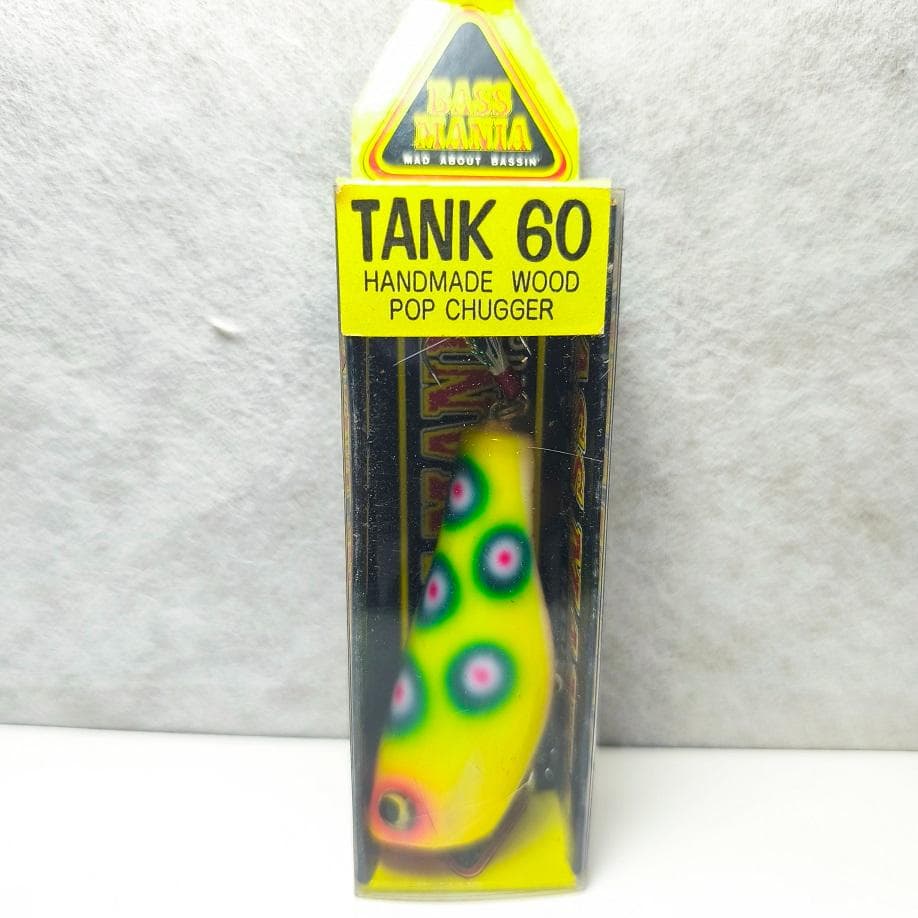 BASS
MANIA
MAD ABOUT BASSIN'
TANK 60
HANDMADE WOOD
POP CHUGGER